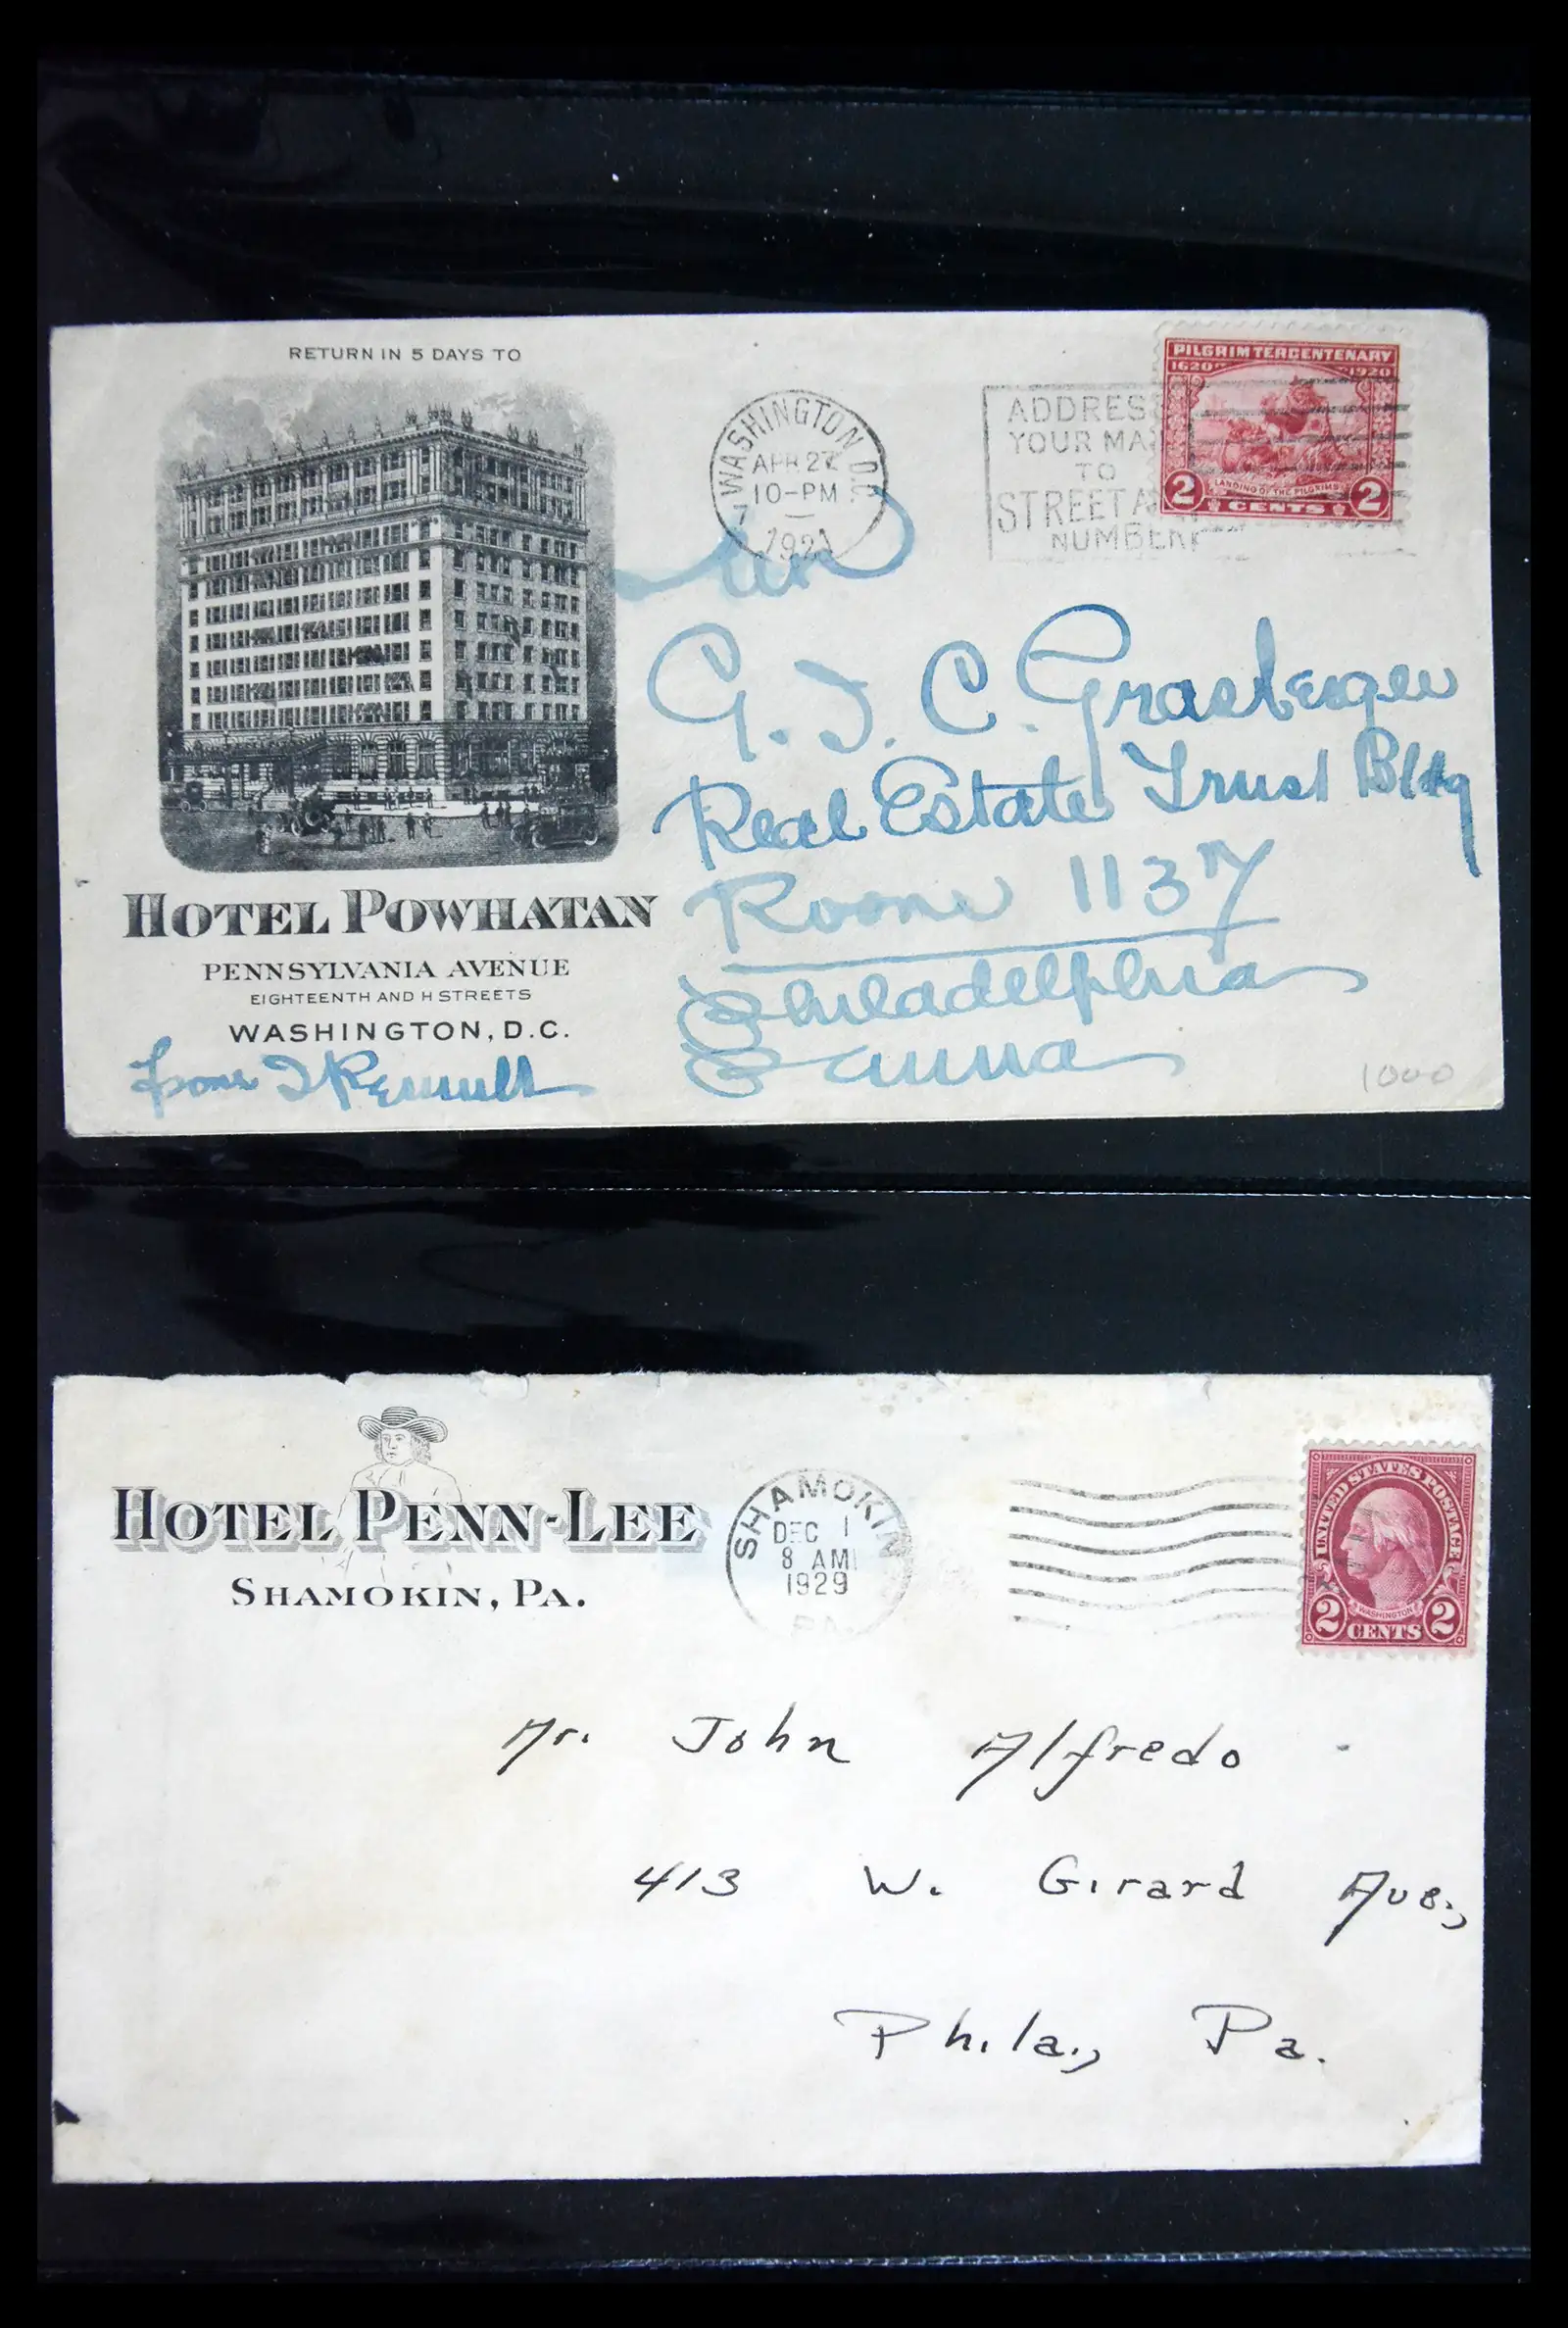 RETURN IN 5 DAYS TO
HOTEL POWHATAN
PENNSYLVANIA AVENUE
EIGHTEENTH AND H STREETS
WASHINGTON, D.C.
WASHINGTON D.C.
10-PM
1921
ADDRESS
YOUR MA
TO
STREET A
NUMBER
PILGRIM TERCENTENARY
1620 1920
LANDING OF THE PILGRIMS
2 CENTS 2
G. J. C. Grasberger
Real Estate Trust Bldg
Room 1137
Philadelphia
Penna
1000
HOTEL PENN-LEE
SHAMOKIN, PA.
SHAMOKIN
DEC 1
8 AM
1929
PA.
UNITED STATES POSTAGE
WASHINGTON
2 CENTS 2
Mr. John Alfredo
413 W. Girard Ave.,
Phila., Pa.